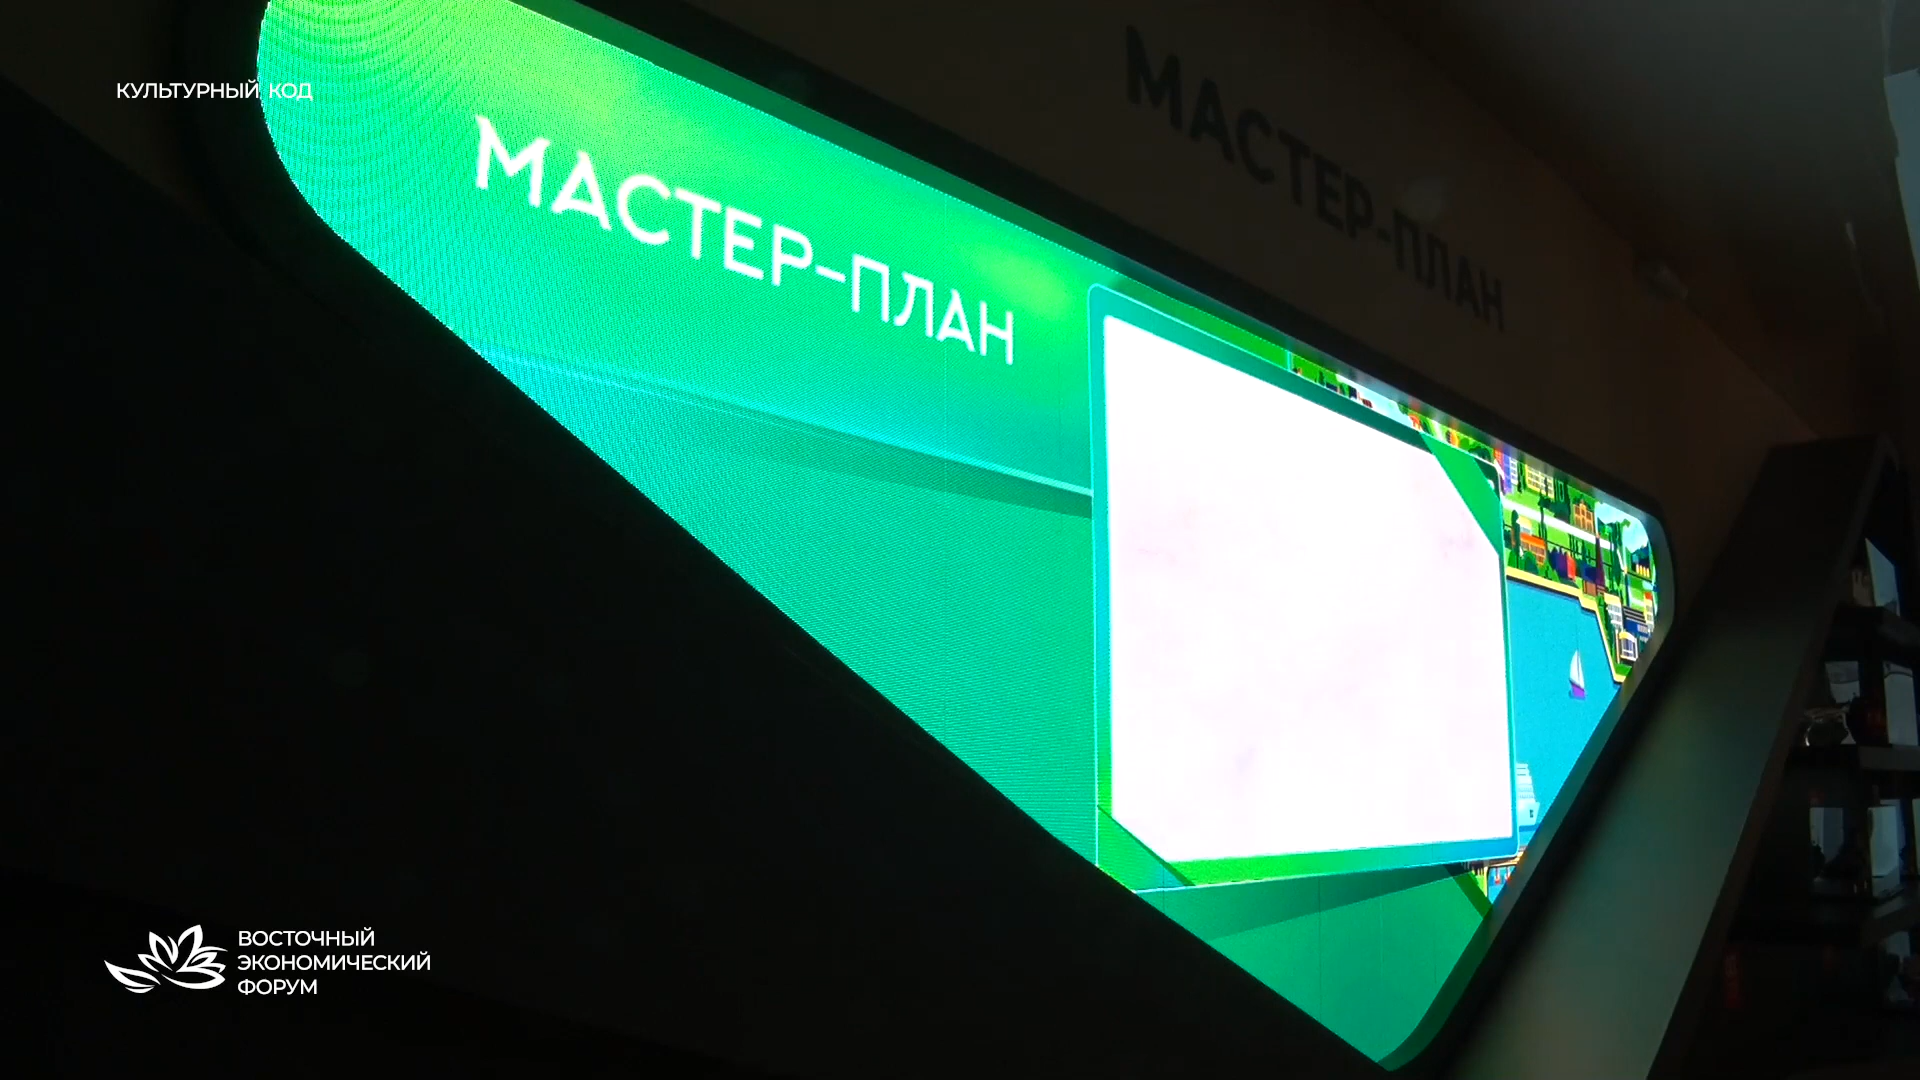 КУЛЬТУРНЫЙ КОД
МАСТЕР-ПЛАН
МАСТЕР-ПЛАН
ВОСТОЧНЫЙ
ЭКОНОМИЧЕСКИЙ
ФОРУМ